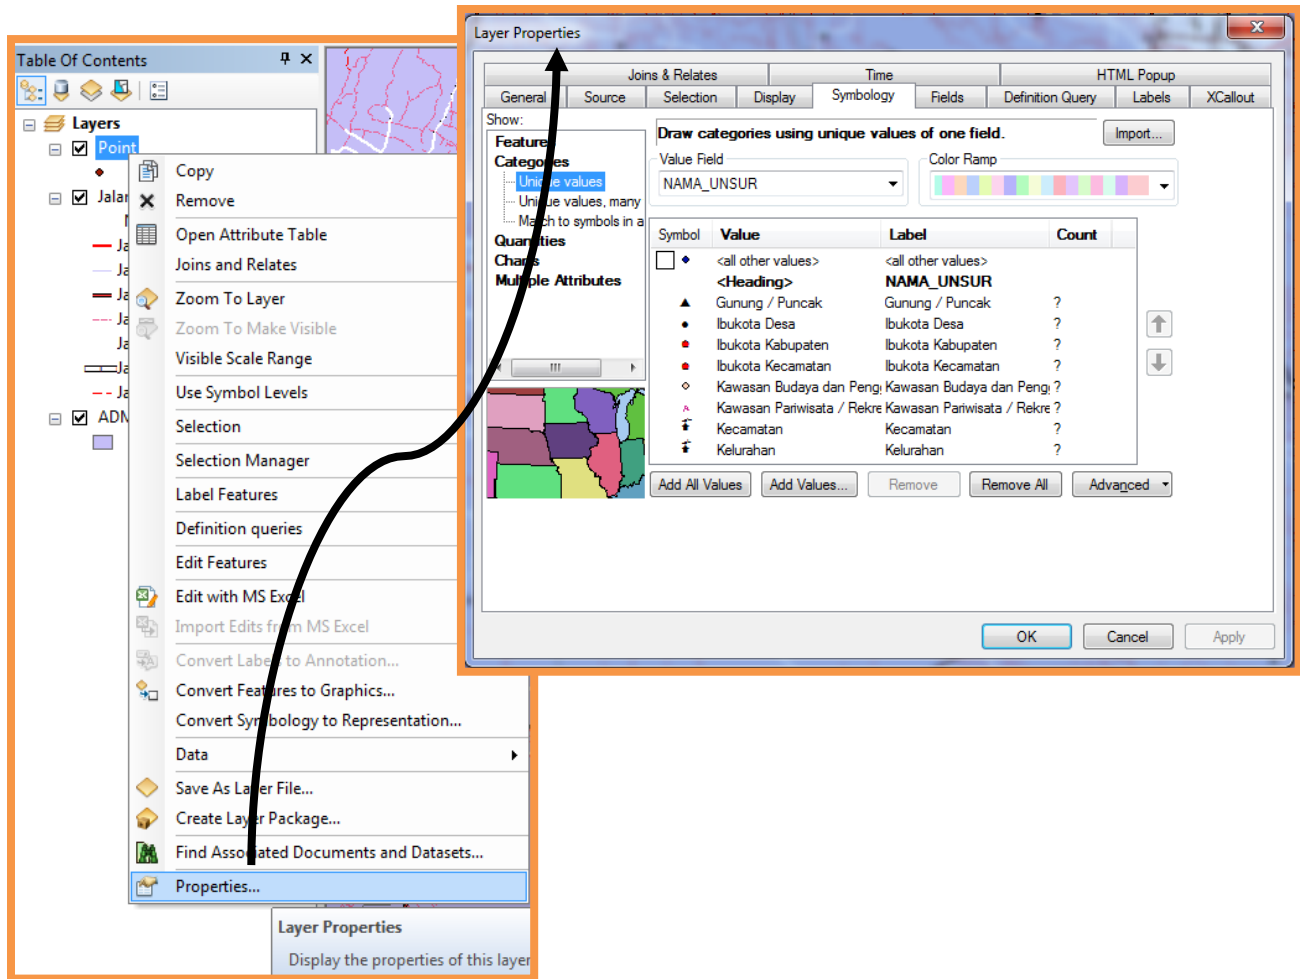 Table Of Contents
Layers
Point
Jalan
ADM
Copy
Remove
Open Attribute Table
Joins and Relates
Zoom To Layer
Zoom To Make Visible
Visible Scale Range
Use Symbol Levels
Selection
Selection Manager
Label Features
Definition queries
Edit Features
Edit with MS Excel
Import Edits from MS Excel
Convert Labels to Annotation...
Convert Features to Graphics...
Convert Symbology to Representation...
Data
Save As Layer File...
Create Layer Package...
Find Associated Documents and Datasets...
Properties...
Layer Properties
Display the properties of this layer
Layer Properties
Joins & Relates Time HTML Popup
General Source Selection Display Symbology Fields Definition Query Labels XCallout
Show:
Features
Categories
Unique values
Unique values, many
Match to symbols in a
Quantities
Charts
Multiple Attributes
Draw categories using unique values of one field.
Import...
Value Field
NAMA_UNSUR
Color Ramp
Symbol Value Label Count
<all other values> <all other values>
<Heading> NAMA_UNSUR
Gunung / Puncak Gunung / Puncak ?
Ibukota Desa Ibukota Desa ?
Ibukota Kabupaten Ibukota Kabupaten ?
Ibukota Kecamatan Ibukota Kecamatan ?
Kawasan Budaya dan Peng Kawasan Budaya dan Peng ?
Kawasan Pariwisata / Rekre Kawasan Pariwisata / Rekre ?
Kecamatan Kecamatan ?
Kelurahan Kelurahan ?
Add All Values Add Values... Remove Remove All Advanced
OK Cancel Apply